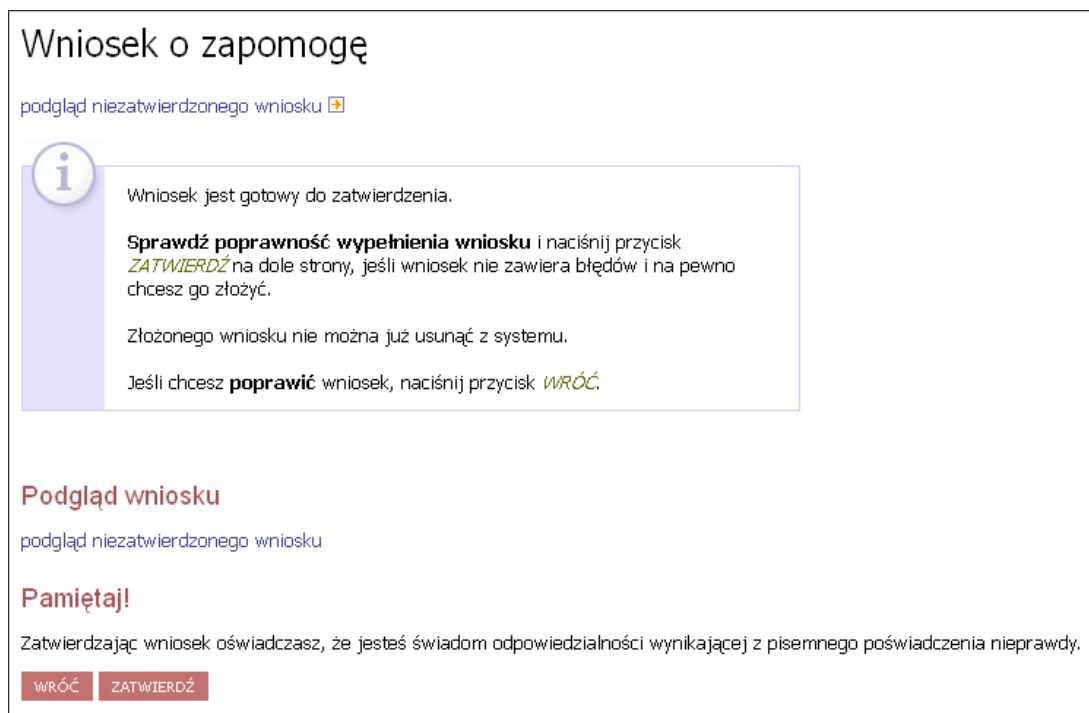 Wniosek o zapomogę
podgląd niezatwierdzonego wniosku
Wniosek jest gotowy do zatwierdzenia.
Sprawdź poprawność wypełnienia wniosku i naciśnij przycisk
ZATWIERDŹ na dole strony, jeśli wniosek nie zawiera błędów i na pewno
chcesz go złożyć.
Złożonego wniosku nie można już usunąć z systemu.
Jeśli chcesz poprawić wniosek, naciśnij przycisk WRÓĆ.
Podgląd wniosku
podgląd niezatwierdzonego wniosku
Pamiętaj!
Zatwierdzając wniosek oświadczasz, że jesteś świadom odpowiedzialności wynikającej z pisemnego poświadczenia nieprawdy.
WRÓĆ ZATWIERDŹ